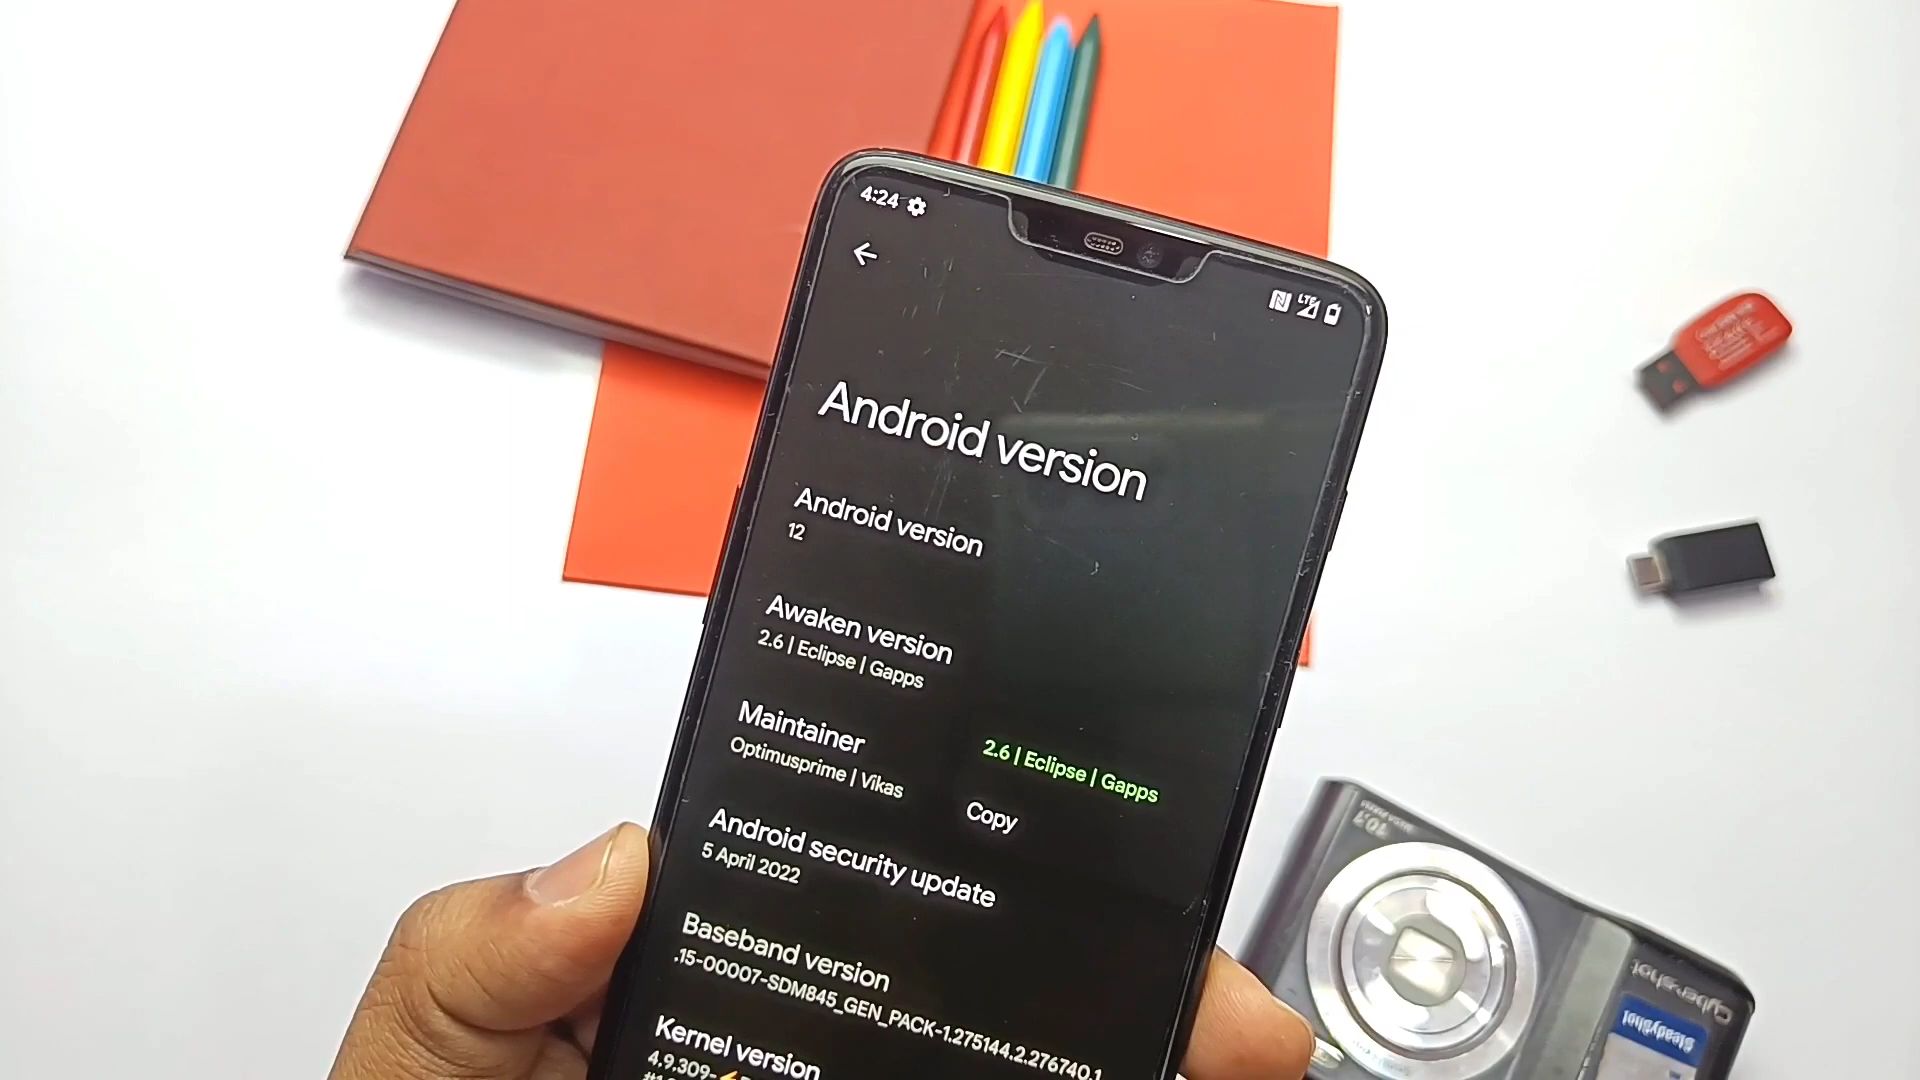 4:24
LTE
Android version
Android version
12
Awaken version
2.6 | Eclipse | Gapps
Maintainer
Optimusprime | Vikas
2.6 | Eclipse | Gapps
Copy
Android security update
5 April 2022
Baseband version
.15-00007-SDM845_GEN_PACK-1.275144.2.276740.1
Kernel version
4.9.309-⚡
10.1
Cyber-shot
SteadyShot